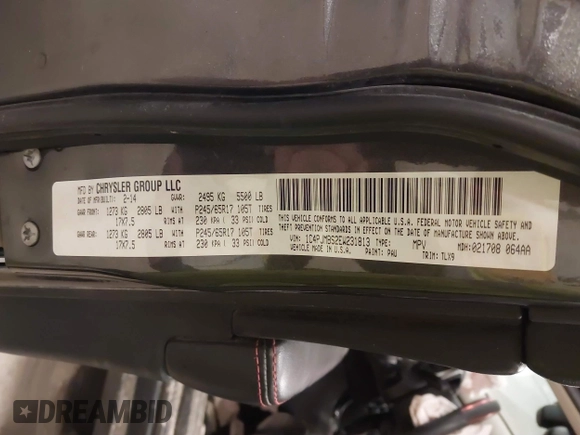 MFD BY CHRYSLER GROUP LLC
DATE OF MFR(BUILT): 2-14 GVWR: 2495 KG 5500 LB
GAWR FRONT: 1273 KG 2805 LB WITH P245/65R17 105T TIRES
17X7.5 RIMS AT 230 KPA ( 33 PSI) COLD
GAWR REAR: 1273 KG 2805 LB WITH P245/65R17 105T TIRES
17X7.5 RIMS AT 230 KPA ( 33 PSI) COLD
THIS VEHICLE CONFORMS TO ALL APPLICABLE U.S.A. FEDERAL MOTOR VEHICLE SAFETY AND
THEFT PREVENTION STANDARDS IN EFFECT ON THE DATE OF MANUFACTURE SHOWN ABOVE.
VIN: 1C4PJMBS2EW231813 TYPE: MPV MDH: 021708 064AA
VEHICLE MADE IN U.S.A. PAINT: PAU TRIM: TLX9
DREAMBID